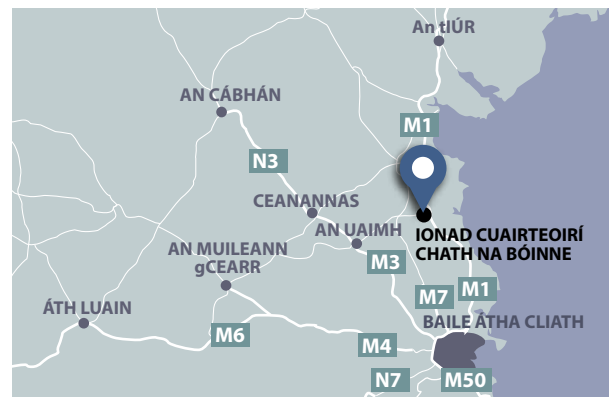 An tIÚR
AN CÁBHÁN
M1
N3
CEANANNAS
AN UAIMH
IONAD CUAIRTEOIRÍ
CHATH NA BÓINNE
AN MUILEANN
gCEARR
M3
M7
M1
ÁTH LUAIN
BAILE ÁTHA CLIATH
M6
M4
N7
M50